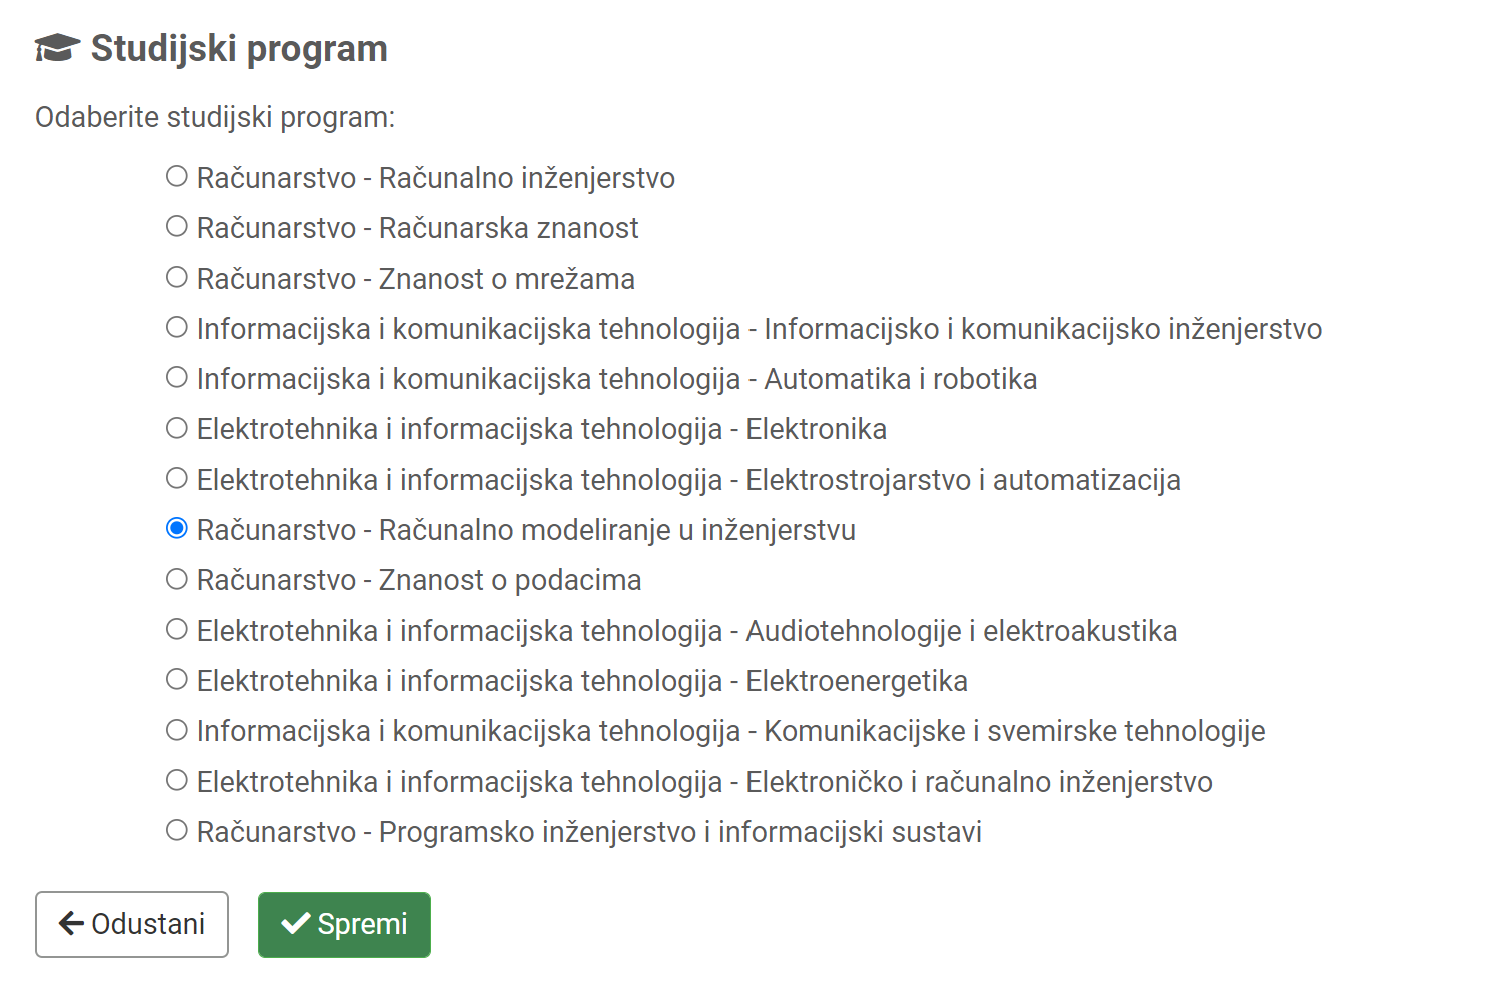 Studijski program
Odaberite studijski program:
Računarstvo - Računalno inženjerstvo
Računarstvo - Računarska znanost
Računarstvo - Znanost o mrežama
Informacijska i komunikacijska tehnologija - Informacijsko i komunikacijsko inženjerstvo
Informacijska i komunikacijska tehnologija - Automatika i robotika
Elektrotehnika i informacijska tehnologija - Elektronika
Elektrotehnika i informacijska tehnologija - Elektrostrojarstvo i automatizacija
Računarstvo - Računalno modeliranje u inženjerstvu
Računarstvo - Znanost o podacima
Elektrotehnika i informacijska tehnologija - Audiotehnologije i elektroakustika
Elektrotehnika i informacijska tehnologija - Elektroenergetika
Informacijska i komunikacijska tehnologija - Komunikacijske i svemirske tehnologije
Elektrotehnika i informacijska tehnologija - Elektroničko i računalno inženjerstvo
Računarstvo - Programsko inženjerstvo i informacijski sustavi
Odustani Spremi